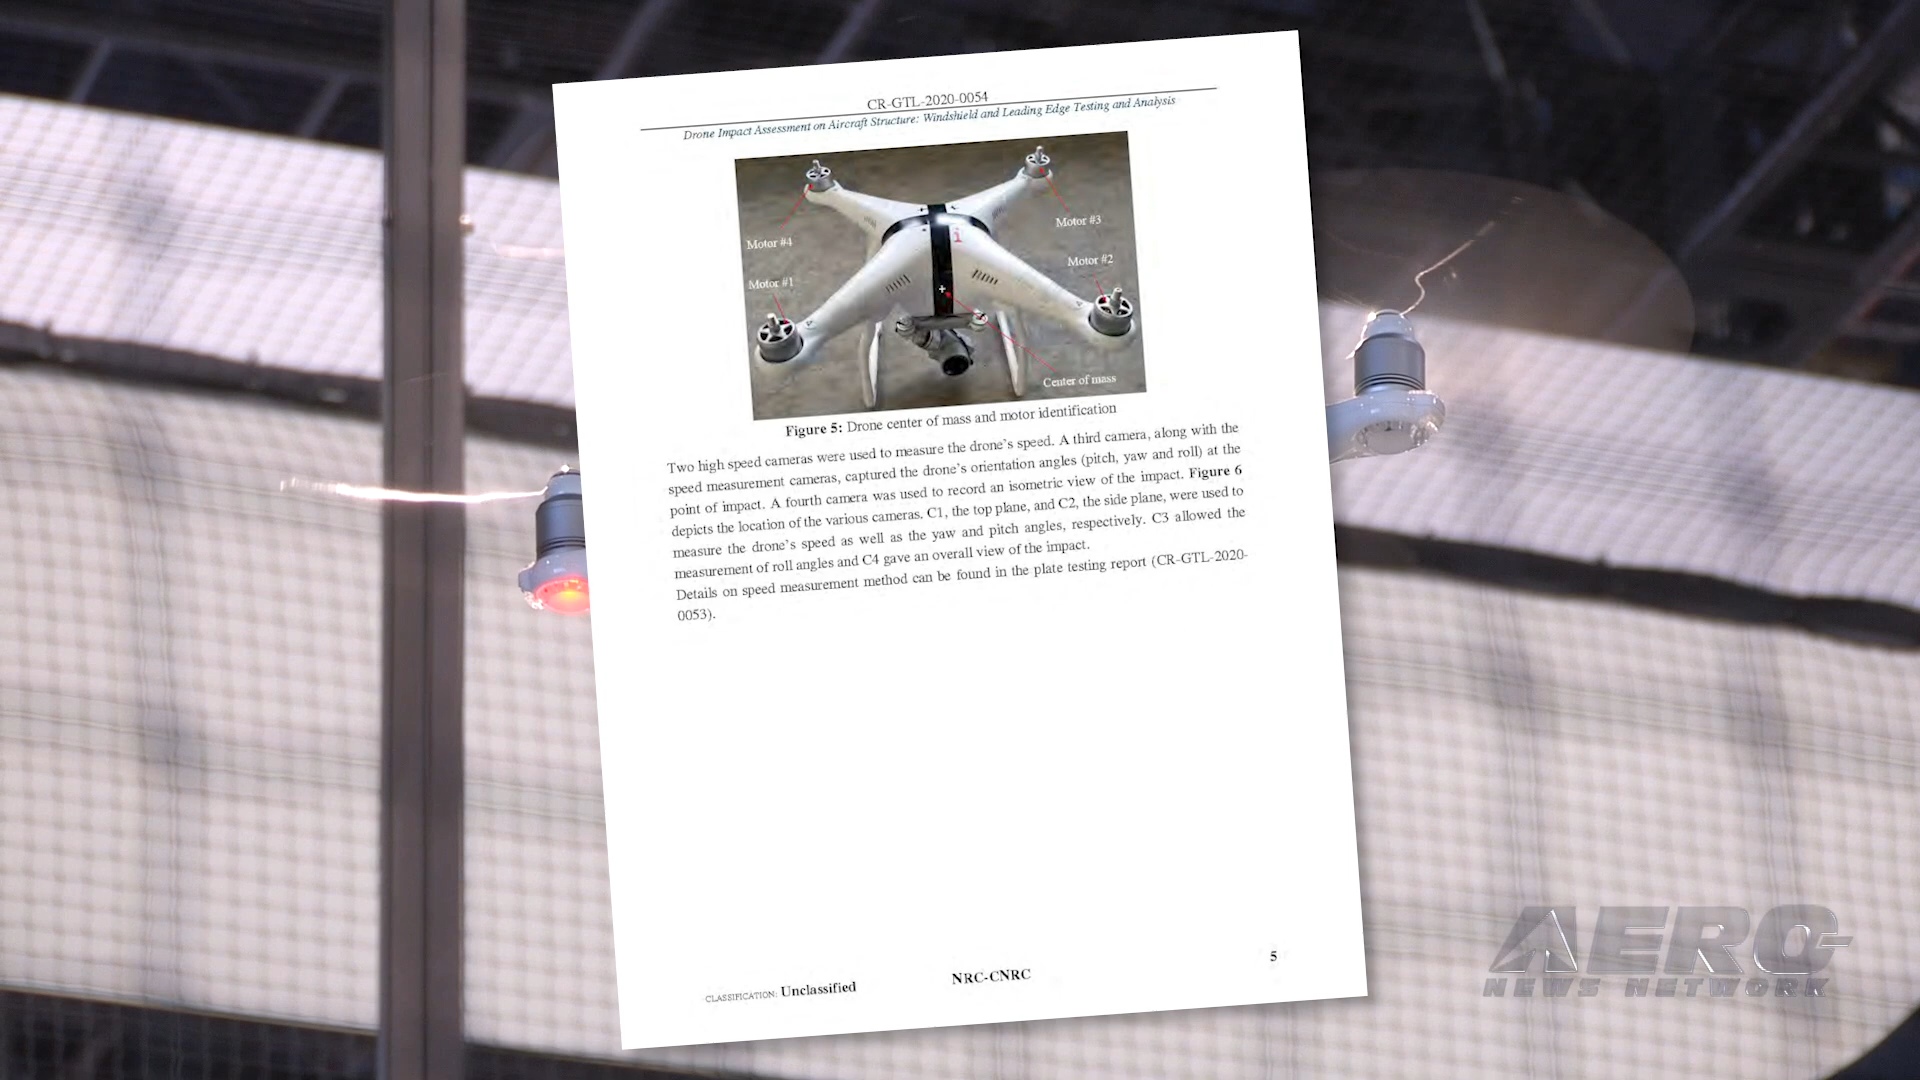 CR-GTL-2020-0054
Drone Impact Assessment on Aircraft Structure: Windshield and Leading Edge Testing and Analysis
Motor #4
Motor #3
Motor #2
Motor #1
Center of mass
Figure 5: Drone center of mass and motor identification
Two high speed cameras were used to measure the drone's speed. A third camera, along with the
speed measurement cameras, captured the drone's orientation angles (pitch, yaw and roll) at the
point of impact. A fourth camera was used to record an isometric view of the impact. Figure 6
depicts the location of the various cameras. C1, the top plane, and C2, the side plane, were used to
measure the drone's speed as well as the yaw and pitch angles, respectively. C3 allowed the
measurement of roll angles and C4 gave an overall view of the impact.
Details on speed measurement method can be found in the plate testing report (CR-GTL-2020-
0053).
CLASSIFICATION: Unclassified
NRC-CNRC
5
AERO
NEWS NETWORK